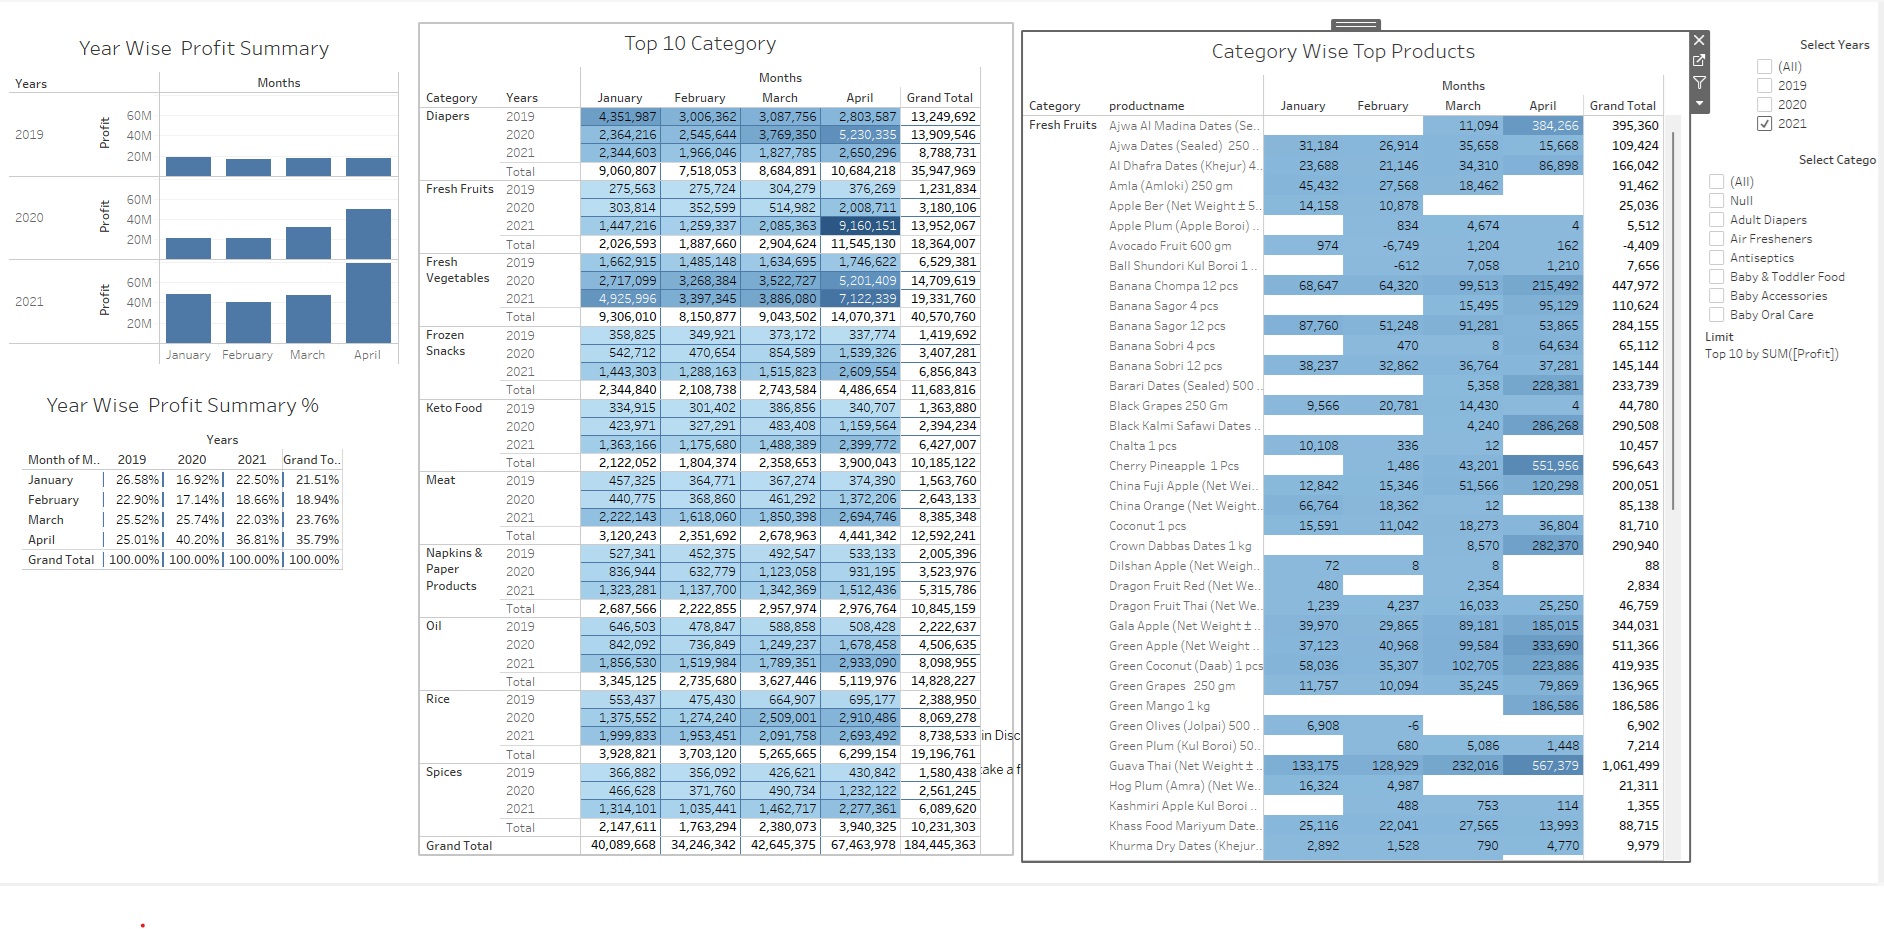 Year Wise  Profit Summary
Years Months
2019 Profit 60M 40M 20M
2020 Profit 60M 40M 20M
2021 Profit 60M 40M 20M
January February March April
Year Wise  Profit Summary %
Years
Month of M.. 2019 2020 2021 Grand To..
January 26.58% 16.92% 22.50% 21.51%
February 22.90% 17.14% 18.66% 18.94%
March 25.52% 25.74% 22.03% 23.76%
April 25.01% 40.20% 36.81% 35.79%
Grand Total 100.00% 100.00% 100.00% 100.00%
Top 10 Category
Months
Category Years January February March April Grand Total
Diapers 2019 4,351,987 3,006,362 3,087,756 2,803,587 13,249,692
2020 2,364,216 2,545,644 3,769,350 5,230,335 13,909,546
2021 2,344,603 1,966,046 1,827,785 2,650,296 8,788,731
Total 9,060,807 7,518,053 8,684,891 10,684,218 35,947,969
Fresh Fruits 2019 275,563 275,724 304,279 376,269 1,231,834
2020 303,814 352,599 514,982 2,008,711 3,180,106
2021 1,447,216 1,259,337 2,085,363 9,160,151 13,952,067
Total 2,026,593 1,887,660 2,904,624 11,545,130 18,364,007
Fresh Vegetables 2019 1,662,915 1,485,148 1,634,695 1,746,622 6,529,381
2020 2,717,099 3,268,384 3,522,727 5,201,409 14,709,619
2021 4,925,996 3,397,345 3,886,080 7,122,339 19,331,760
Total 9,306,010 8,150,877 9,043,502 14,070,371 40,570,760
Frozen Snacks 2019 358,825 349,921 373,172 337,774 1,419,692
2020 542,712 470,654 854,589 1,539,326 3,407,281
2021 1,443,303 1,288,163 1,515,823 2,609,554 6,856,843
Total 2,344,840 2,108,738 2,743,584 4,486,654 11,683,816
Keto Food 2019 334,915 301,402 386,856 340,707 1,363,880
2020 423,971 327,291 483,408 1,159,564 2,394,234
2021 1,363,166 1,175,680 1,488,389 2,399,772 6,427,007
Total 2,122,052 1,804,374 2,358,653 3,900,043 10,185,122
Meat 2019 457,325 364,771 367,274 374,390 1,563,760
2020 440,775 368,860 461,292 1,372,206 2,643,133
2021 2,222,143 1,618,060 1,850,398 2,694,746 8,385,348
Total 3,120,243 2,351,692 2,678,963 4,441,342 12,592,241
Napkins & Paper Products 2019 527,341 452,375 492,547 533,133 2,005,396
2020 836,944 632,779 1,123,058 931,195 3,523,976
2021 1,323,281 1,137,700 1,342,369 1,512,436 5,315,786
Total 2,687,566 2,222,855 2,957,974 2,976,764 10,845,159
Oil 2019 646,503 478,847 588,858 508,428 2,222,637
2020 842,092 736,849 1,249,237 1,678,458 4,506,635
2021 1,856,530 1,519,984 1,789,351 2,933,090 8,098,955
Total 3,345,125 2,735,680 3,627,446 5,119,976 14,828,227
Rice 2019 553,437 475,430 664,907 695,177 2,388,950
2020 1,375,552 1,274,240 2,509,001 2,910,486 8,069,278
2021 1,999,833 1,953,451 2,091,758 2,693,492 8,738,533
Total 3,928,821 3,703,120 5,265,665 6,299,154 19,196,761
Spices 2019 366,882 356,092 426,621 430,842 1,580,438
2020 466,628 371,760 490,734 1,232,122 2,561,245
2021 1,314,101 1,035,441 1,462,717 2,277,361 6,089,620
Total 2,147,611 1,763,294 2,380,073 3,940,325 10,231,303
Grand Total 40,089,668 34,246,342 42,645,375 67,463,978 184,445,363
in Disc
take a f
Category Wise Top Products
Months
Category productname January February March April Grand Total
Fresh Fruits Ajwa Al Madina Dates (Se.. 11,094 384,266 395,360
Ajwa Dates (Sealed)  250 .. 31,184 26,914 35,658 15,668 109,424
Al Dhafra Dates (Khejur) 4.. 23,688 21,146 34,310 86,898 166,042
Amla (Amloki) 250 gm 45,432 27,568 18,462 91,462
Apple Ber (Net Weight ± 5.. 14,158 10,878 25,036
Apple Plum (Apple Boroi) .. 834 4,674 4 5,512
Avocado Fruit 600 gm 974 -6,749 1,204 162 -4,409
Ball Shundori Kul Boroi 1 .. -612 7,058 1,210 7,656
Banana Chompa 12 pcs 68,647 64,320 99,513 215,492 447,972
Banana Sagor 4 pcs 15,495 95,129 110,624
Banana Sagor 12 pcs 87,760 51,248 91,281 53,865 284,155
Banana Sobri 4 pcs 470 8 64,634 65,112
Banana Sobri 12 pcs 38,237 32,862 36,764 37,281 145,144
Barari Dates (Sealed) 500 .. 5,358 228,381 233,739
Black Grapes 250 Gm 9,566 20,781 14,430 4 44,780
Black Kalmi Safawi Dates .. 4,240 286,268 290,508
Chalta 1 pcs 10,108 336 12 10,457
Cherry Pineapple  1 Pcs 1,486 43,201 551,956 596,643
China Fuji Apple (Net Wei.. 12,842 15,346 51,566 120,298 200,051
China Orange (Net Weight.. 66,764 18,362 12 85,138
Coconut 1 pcs 15,591 11,042 18,273 36,804 81,710
Crown Dabbas Dates 1 kg 8,570 282,370 290,940
Dilshan Apple (Net Weigh.. 72 8 8 88
Dragon Fruit Red (Net We.. 480 2,354 2,834
Dragon Fruit Thai (Net We.. 1,239 4,237 16,033 25,250 46,759
Gala Apple (Net Weight ± .. 39,970 29,865 89,181 185,015 344,031
Green Apple (Net Weight .. 37,123 40,968 99,584 333,690 511,366
Green Coconut (Daab) 1 pcs 58,036 35,307 102,705 223,886 419,935
Green Grapes  250 gm 11,757 10,094 35,245 79,869 136,965
Green Mango 1 kg 186,586 186,586
Green Olives (Jolpai) 500 .. 6,908 -6 6,902
Green Plum (Kul Boroi) 50.. 680 5,086 1,448 7,214
Guava Thai (Net Weight ± .. 133,175 128,929 232,016 567,379 1,061,499
Hog Plum (Amra) (Net We.. 16,324 4,987 21,311
Kashmiri Apple Kul Boroi .. 488 753 114 1,355
Khass Food Mariyum Date.. 25,116 22,041 27,565 13,993 88,715
Khurma Dry Dates (Khejur.. 2,892 1,528 790 4,770 9,979
Select Years
(All)
2019
2020
2021
Select Catego
(All)
Null
Adult Diapers
Air Fresheners
Antiseptics
Baby & Toddler Food
Baby Accessories
Baby Oral Care
Limit
Top 10 by SUM([Profit])